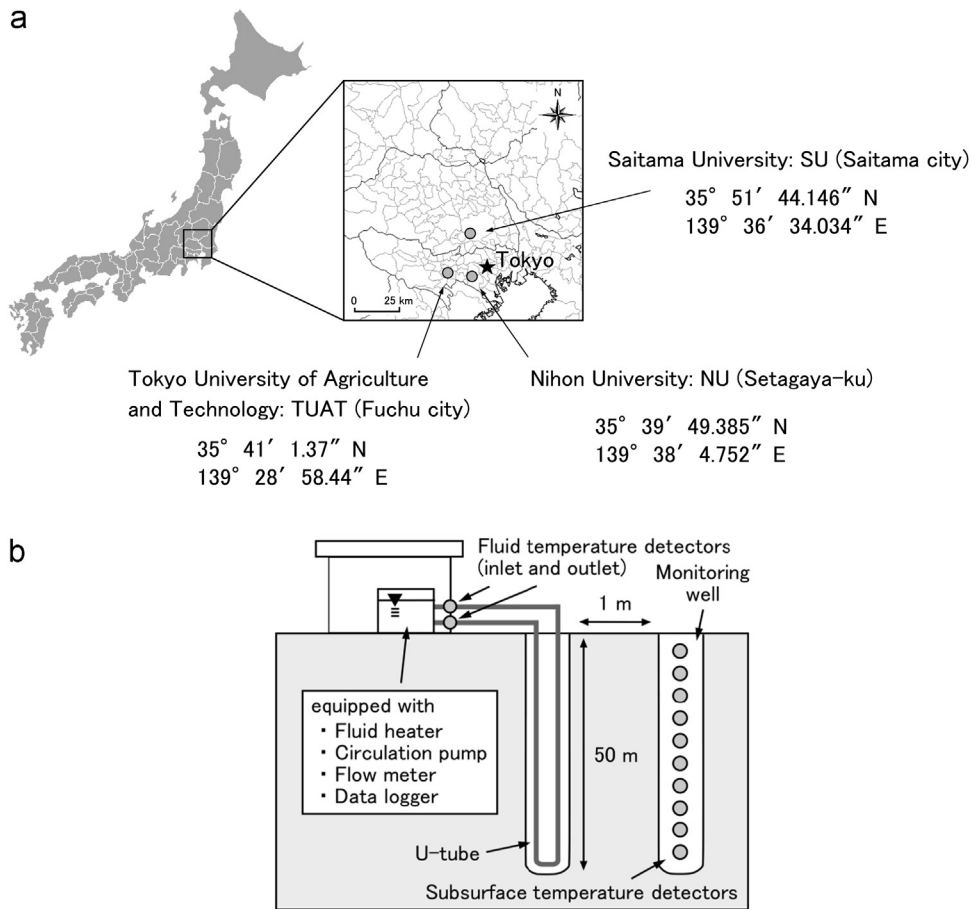 a
N
Saitama University: SU (Saitama city)
35° 51′ 44.146″ N
139° 36′ 34.034″ E
Tokyo
0 25 km
Tokyo University of Agriculture
and Technology: TUAT (Fuchu city)
35° 41′ 1.37″ N
139° 28′ 58.44″ E
Nihon University: NU (Setagaya-ku)
35° 39′ 49.385″ N
139° 38′ 4.752″ E
b
Fluid temperature detectors
(inlet and outlet)
Monitoring
well
1 m
equipped with
・Fluid heater
・Circulation pump
・Flow meter
・Data logger
50 m
U-tube
Subsurface temperature detectors